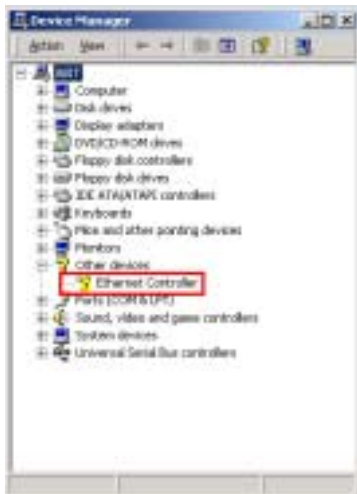 Device Manager
Action View
Computer
Disk drives
Display adapters
DVD/CD-ROM drives
Floppy disk controllers
Floppy disk drives
IDE ATA/ATAPI controllers
Keyboards
Mice and other pointing devices
Monitors
Other devices
Ethernet Controller
Ports (COM & LPT)
Sound, video and game controllers
System devices
Universal Serial Bus controllers